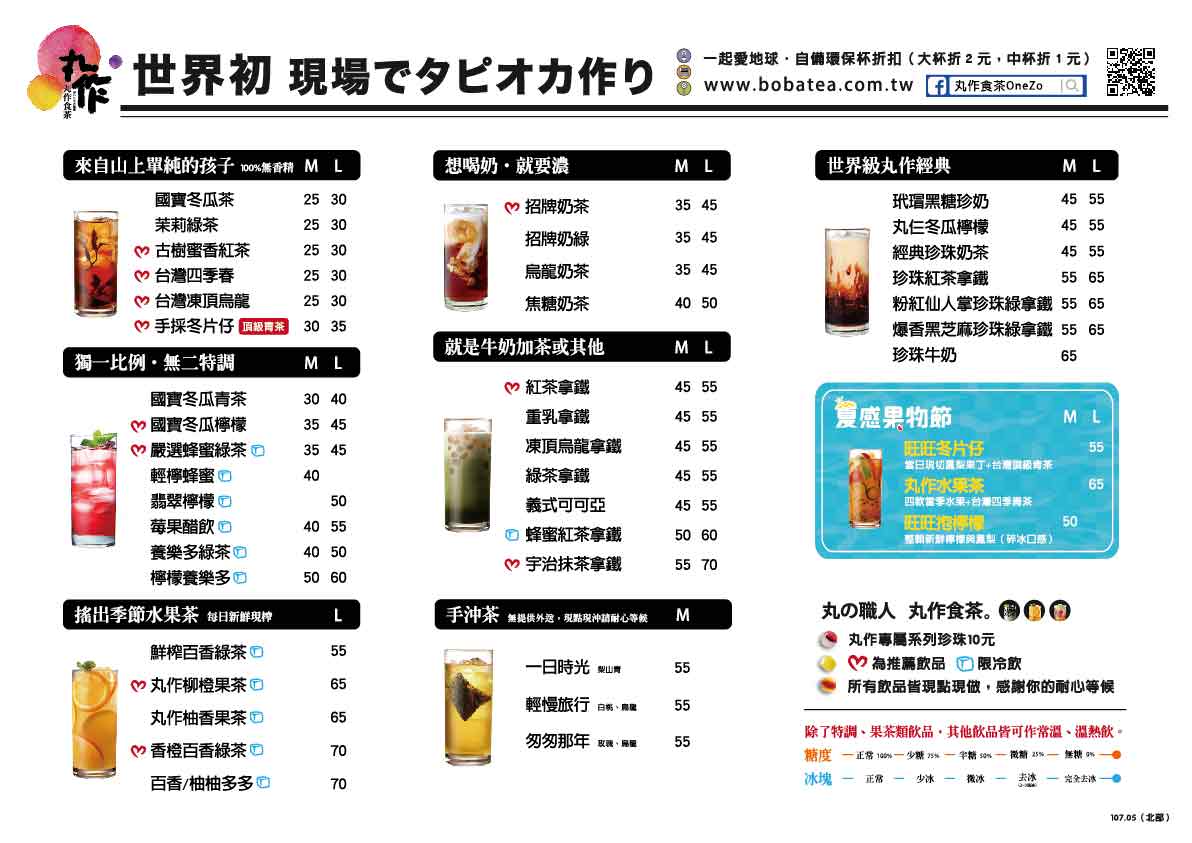 丸作
丸作食茶
世界初 現場でタピオカ作り
一起愛地球・自備環保杯折扣（大杯折2元，中杯折1元）
www.bobatea.com.tw
丸作食茶OneZo
來自山上單純的孩子 100%無香精 M L
國寶冬瓜茶 25 30
茉莉綠茶 25 30
古樹蜜香紅茶 25 30
台灣四季春 25 30
台灣凍頂烏龍 25 30
手採冬片仔 頂級青茶 30 35
獨一比例・無二特調 M L
國寶冬瓜青茶 30 40
國寶冬瓜檸檬 35 45
嚴選蜂蜜綠茶 35 45
輕檸蜂蜜 40
翡翠檸檬 50
莓果醋飲 40 55
養樂多綠茶 40 50
檸檬養樂多 50 60
搖出季節水果茶 每日新鮮現榨 L
鮮榨百香綠茶 55
丸作柳橙果茶 65
丸作柚香果茶 65
香橙百香綠茶 70
百香/柚柚多多 70
想喝奶・就要濃 M L
招牌奶茶 35 45
招牌奶綠 35 45
烏龍奶茶 35 45
焦糖奶茶 40 50
就是牛奶加茶或其他 M L
紅茶拿鐵 45 55
重乳拿鐵 45 55
凍頂烏龍拿鐵 45 55
綠茶拿鐵 45 55
義式可可亞 45 55
蜂蜜紅茶拿鐵 50 60
宇治抹茶拿鐵 55 70
手沖茶 無提供外送，現點現沖請耐心等候 M
一日時光 梨山青 55
輕慢旅行 白桃、烏龍 55
匆匆那年 玫瑰、烏龍 55
世界級丸作經典 M L
玳瑁黑糖珍奶 45 55
丸仨冬瓜檸檬 45 55
經典珍珠奶茶 45 55
珍珠紅茶拿鐵 55 65
粉紅仙人掌珍珠綠拿鐵 55 65
爆香黑芝麻珍珠綠拿鐵 55 65
珍珠牛奶 65
夏感果物節 M L
旺旺冬片仔 55
當日現切鳳梨果丁+台灣頂級青茶
丸作水果茶 65
四款當季水果+台灣四季青茶
旺旺抱檸檬 50
整顆新鮮檸檬與鳳梨（碎冰口感）
丸の職人 丸作食茶。
丸作專屬系列珍珠10元
為推薦飲品 限冷飲
所有飲品皆現點現做，感謝你的耐心等候
除了特調、果茶類飲品，其他飲品皆可作常溫、溫熱飲。
糖度 正常 100% 少糖 75% 半糖 50% 微糖 25% 無糖 0%
冰塊 正常 少冰 微冰 去冰 完全去冰
107.05（北部）